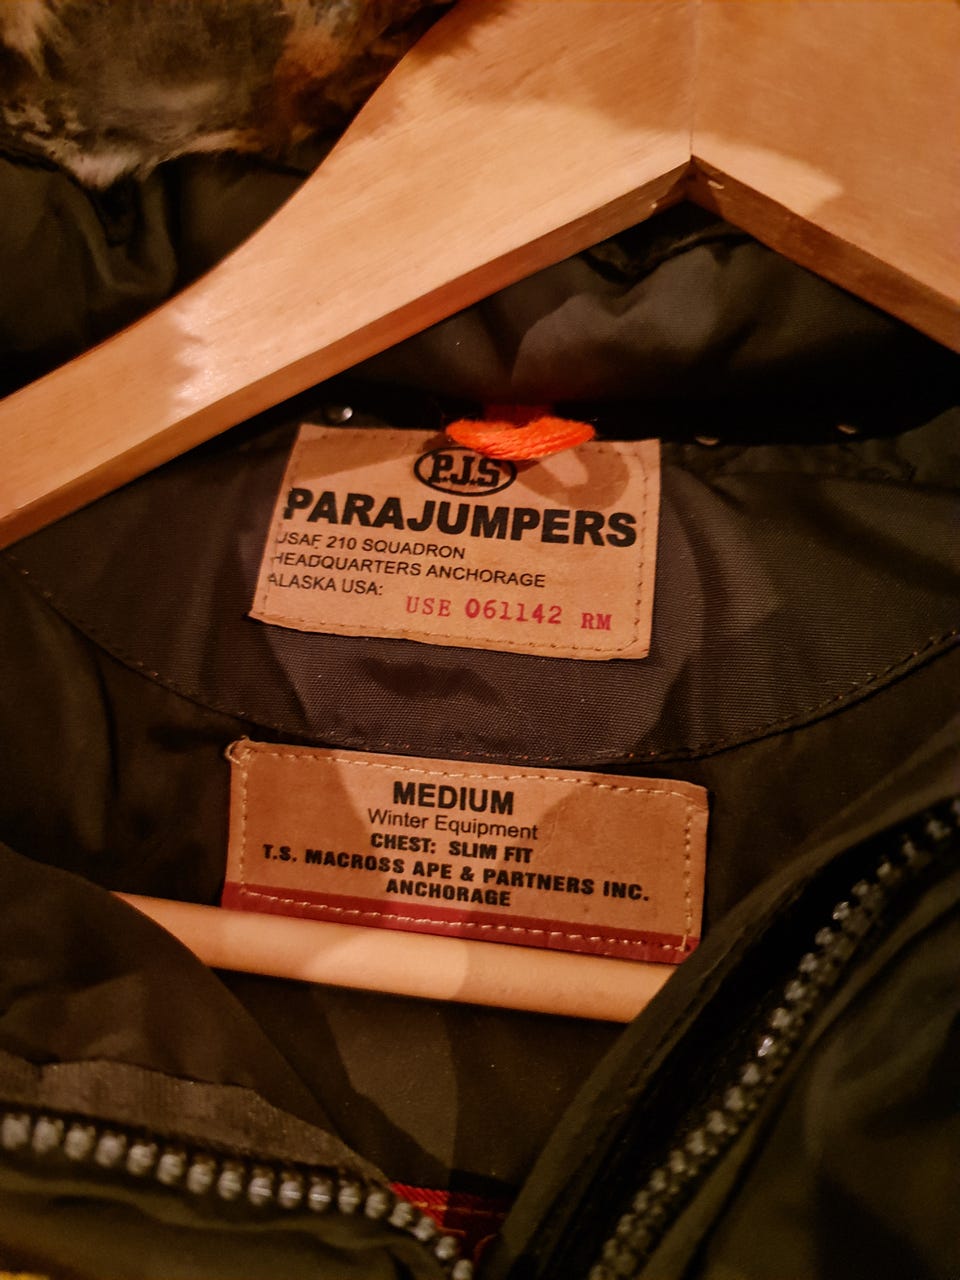 P.J.S
PARAJUMPERS
USAF 210 SQUADRON
HEADQUARTERS ANCHORAGE
ALASKA USA:
USE 061142 RM
MEDIUM
Winter Equipment
CHEST: SLIM FIT
T.S. MACROSS APE & PARTNERS INC.
ANCHORAGE